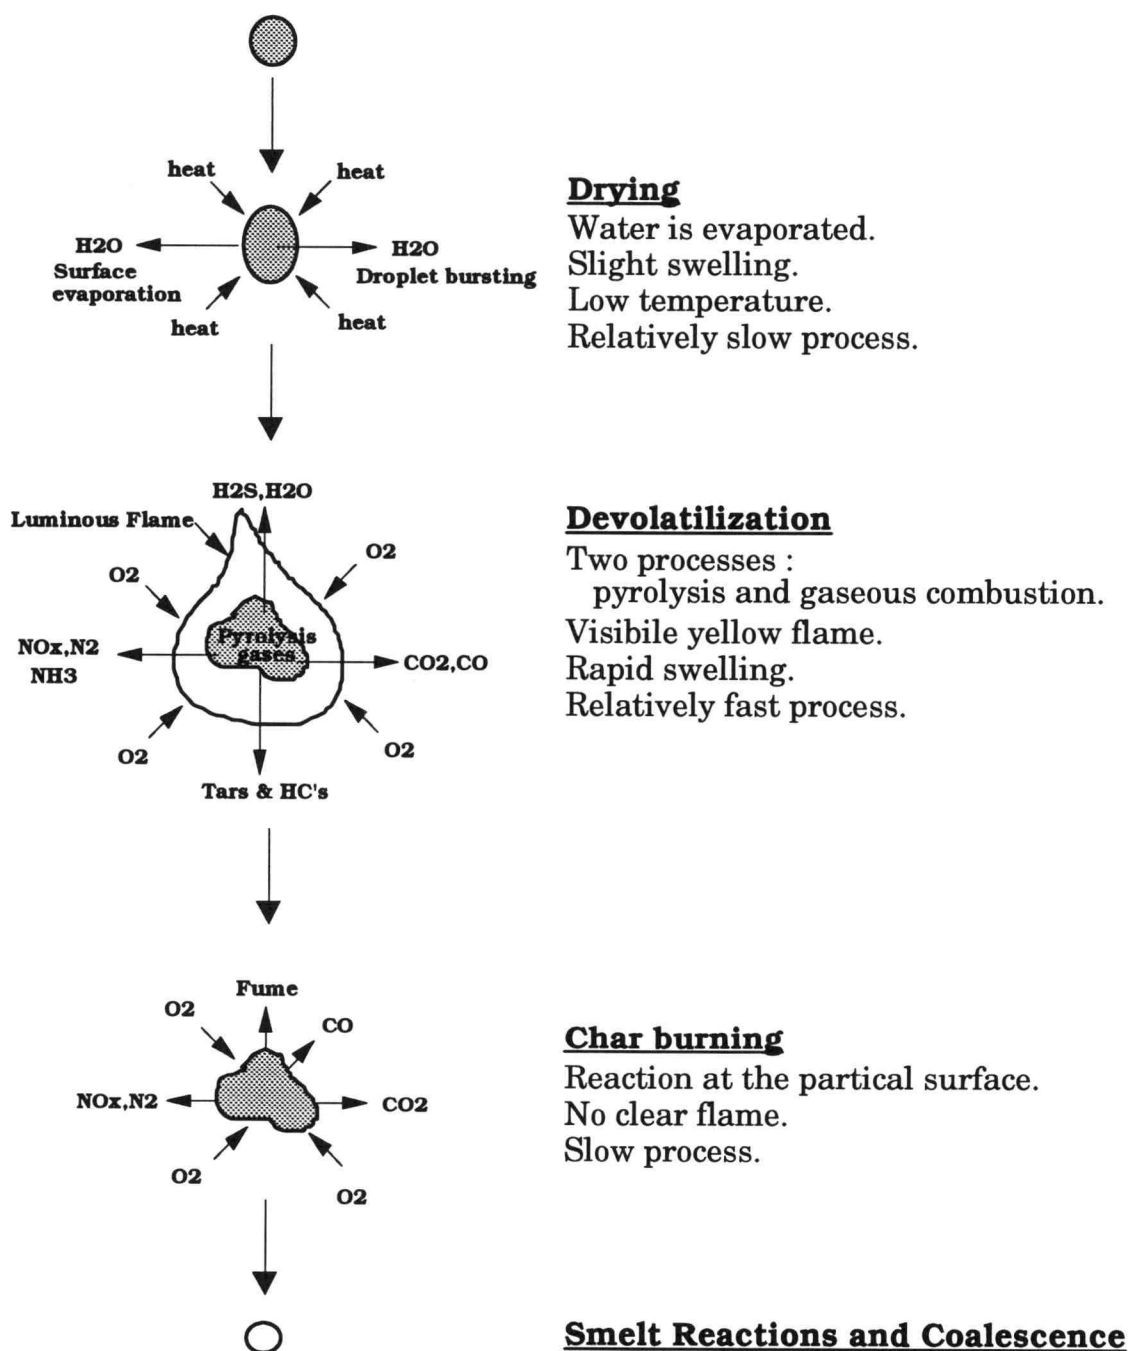 heat
heat
H2O
H2O
Surface
evaporation
Droplet bursting
heat
heat
Drying
Water is evaporated.
Slight swelling.
Low temperature.
Relatively slow process.
H2S,H2O
Luminous Flame
O2
O2
Pyrolysis
gases
NOx,N2
NH3
CO2,CO
O2
O2
Tars & HC's
Devolatilization
Two processes :
pyrolysis and gaseous combustion.
Visibile yellow flame.
Rapid swelling.
Relatively fast process.
Fume
O2
CO
NOx,N2
CO2
O2
O2
Char burning
Reaction at the partical surface.
No clear flame.
Slow process.
Smelt Reactions and Coalescence